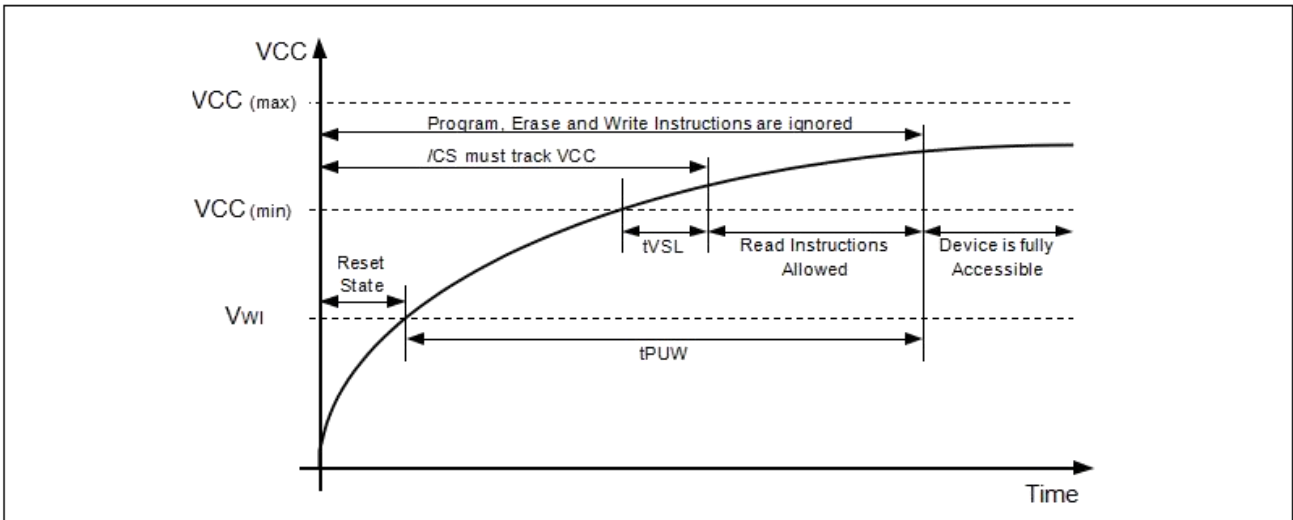 VCC
VCC (max)
Program, Erase and Write Instructions are ignored
/CS must track VCC
VCC (min)
tVSL
Read Instructions
Allowed
Device is fully
Accessible
Reset
State
VWI
tPUW
Time